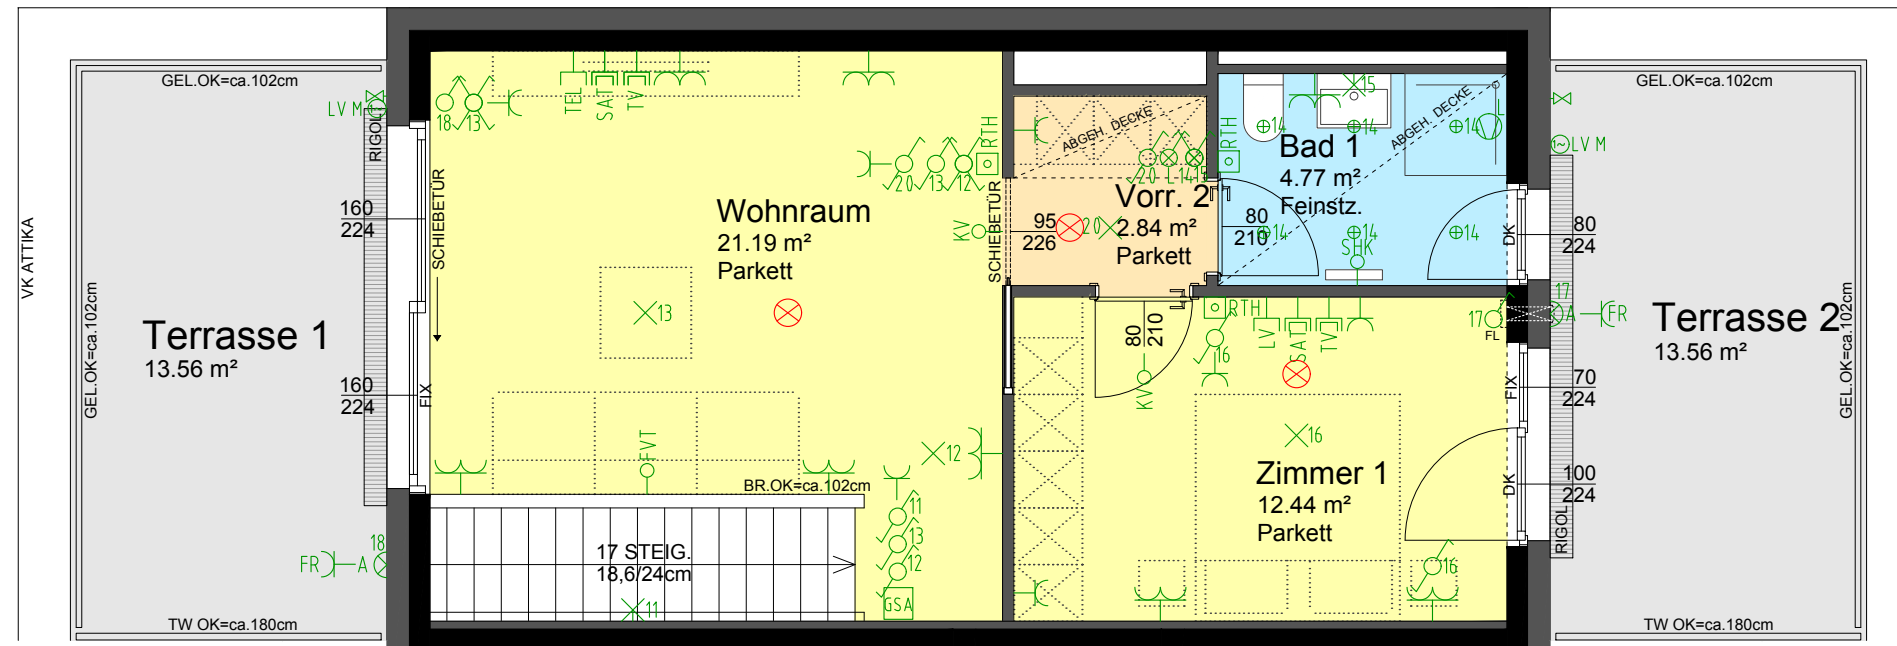 GEL.OK=ca.102cm
GEL.OK=ca.102cm
VK ATTIKA
GEL.OK=ca.102cm
Terrasse 1
13.56 m²
TW OK=ca.180cm
LV M
RIGOL
160
224
160
224
SCHIEBETÜR
FIX
FR
A
18
18
13
TEL
SAT
TV
20
13
12
RTH
Wohnraum
21.19 m²
Parkett
13
KV
SCHIEBETÜR
FVT
12
BR.OK=ca.102cm
17 STEIG.
18,6/24cm
11
11
13
12
GSA
ABGEH. DECKE
20
L
14
15
Vorr. 2
2.84 m²
Parkett
95
226
20
RTH
15
14
14
14
L
ABGEH. DECKE
Bad 1
4.77 m²
Feinstz.
80
210
14
14
14
SHK
DK
80
224
80
210
KV
RTH
16
LV
SAT
TV
17
FL
16
Zimmer 1
12.44 m²
Parkett
16
FIX
70
224
DK
100
224
RIGOL
LV M
17
A
FR
Terrasse 2
13.56 m²
GEL.OK=ca.102cm
TW OK=ca.180cm